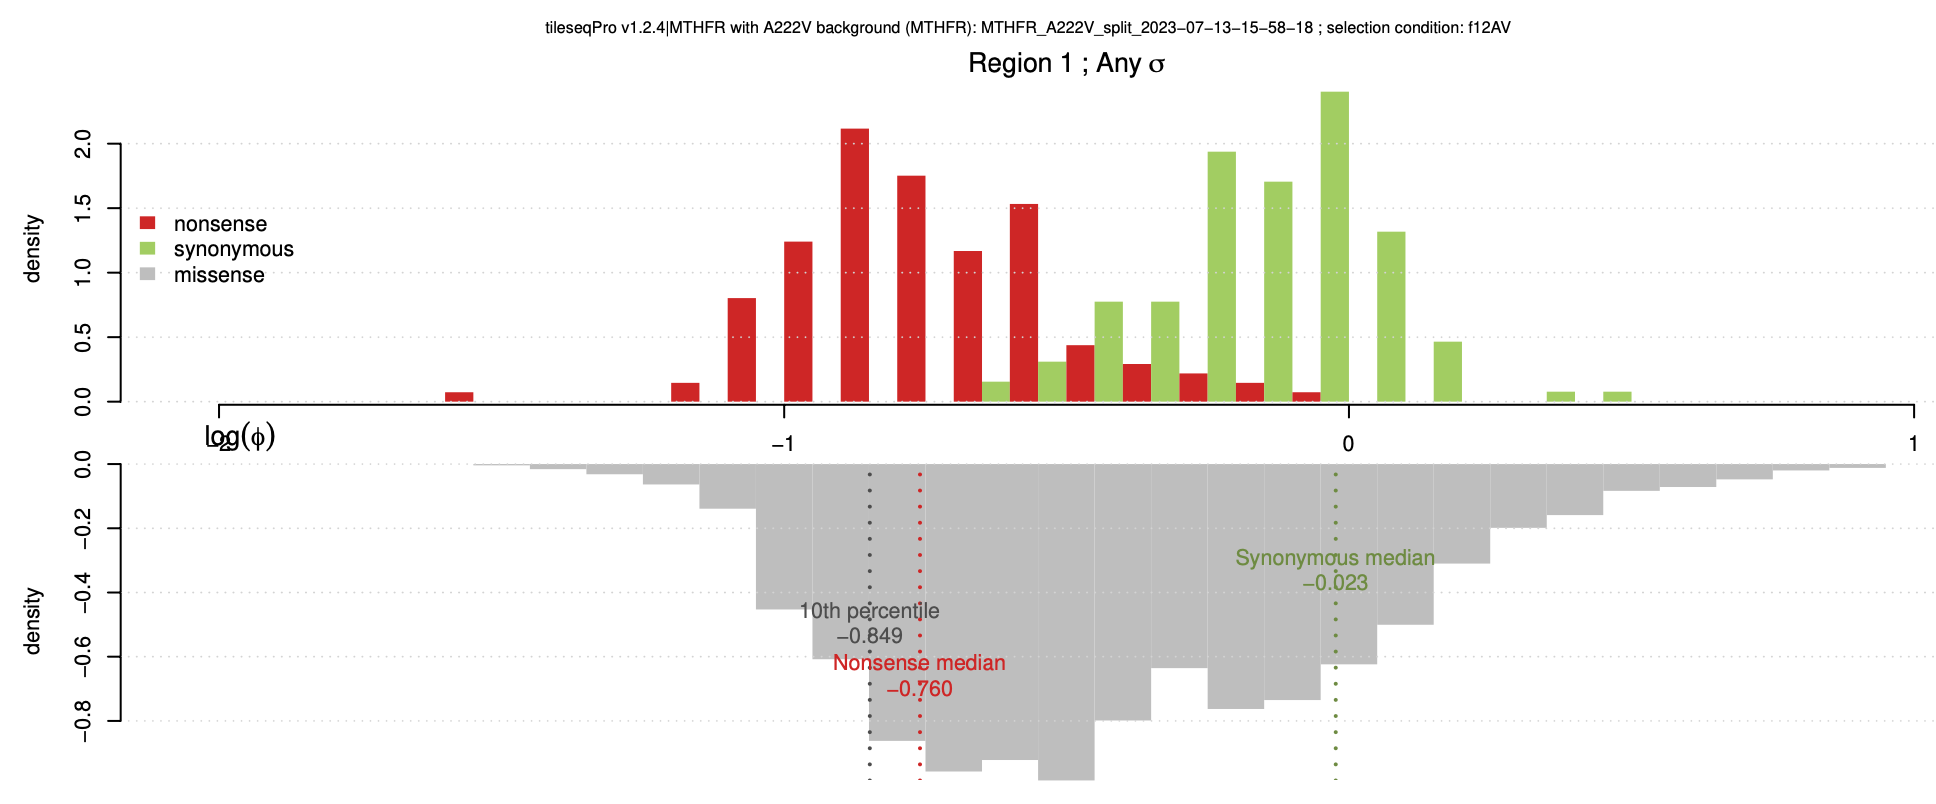 tileseqPro v1.2.4|MTHFR with A222V background (MTHFR): MTHFR_A222V_split_2023−07−13−15−58−18 ; selection condition: f12AV
Region 1 ; Any σ
density
2.0
1.5
1.0
0.5
0.0
nonsense
synonymous
missense
log(ϕ)
−2
−1
0
1
density
0.0
−0.2
−0.4
−0.6
−0.8
Synonymous median
−0.023
10th percentile
−0.849
Nonsense median
−0.760